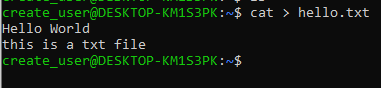 create_user@DESKTOP-KM1S3PK:~$ cat > hello.txt
Hello World
this is a txt file
create_user@DESKTOP-KM1S3PK:~$